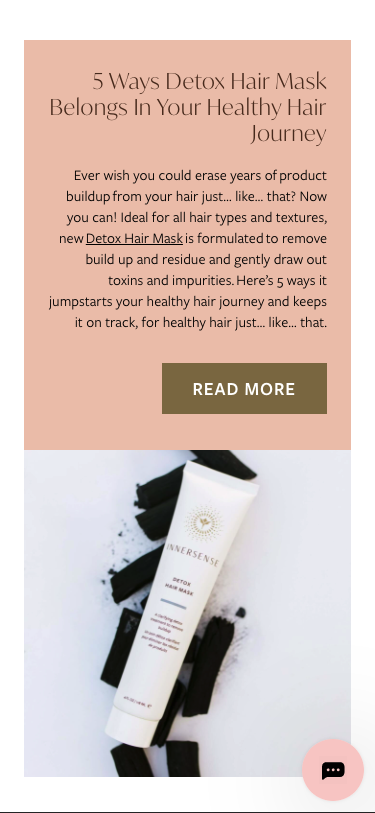 5 Ways Detox Hair Mask
Belongs In Your Healthy Hair
Journey
Ever wish you could erase years of product
buildup from your hair just... like... that? Now
you can! Ideal for all hair types and textures,
new Detox Hair Mask is formulated to remove
build up and residue and gently draw out
toxins and impurities. Here's 5 ways it
jumpstarts your healthy hair journey and keeps
it on track, for healthy hair just... like... that.
READ MORE
INNERSENSE
DETOX
HAIR MASK